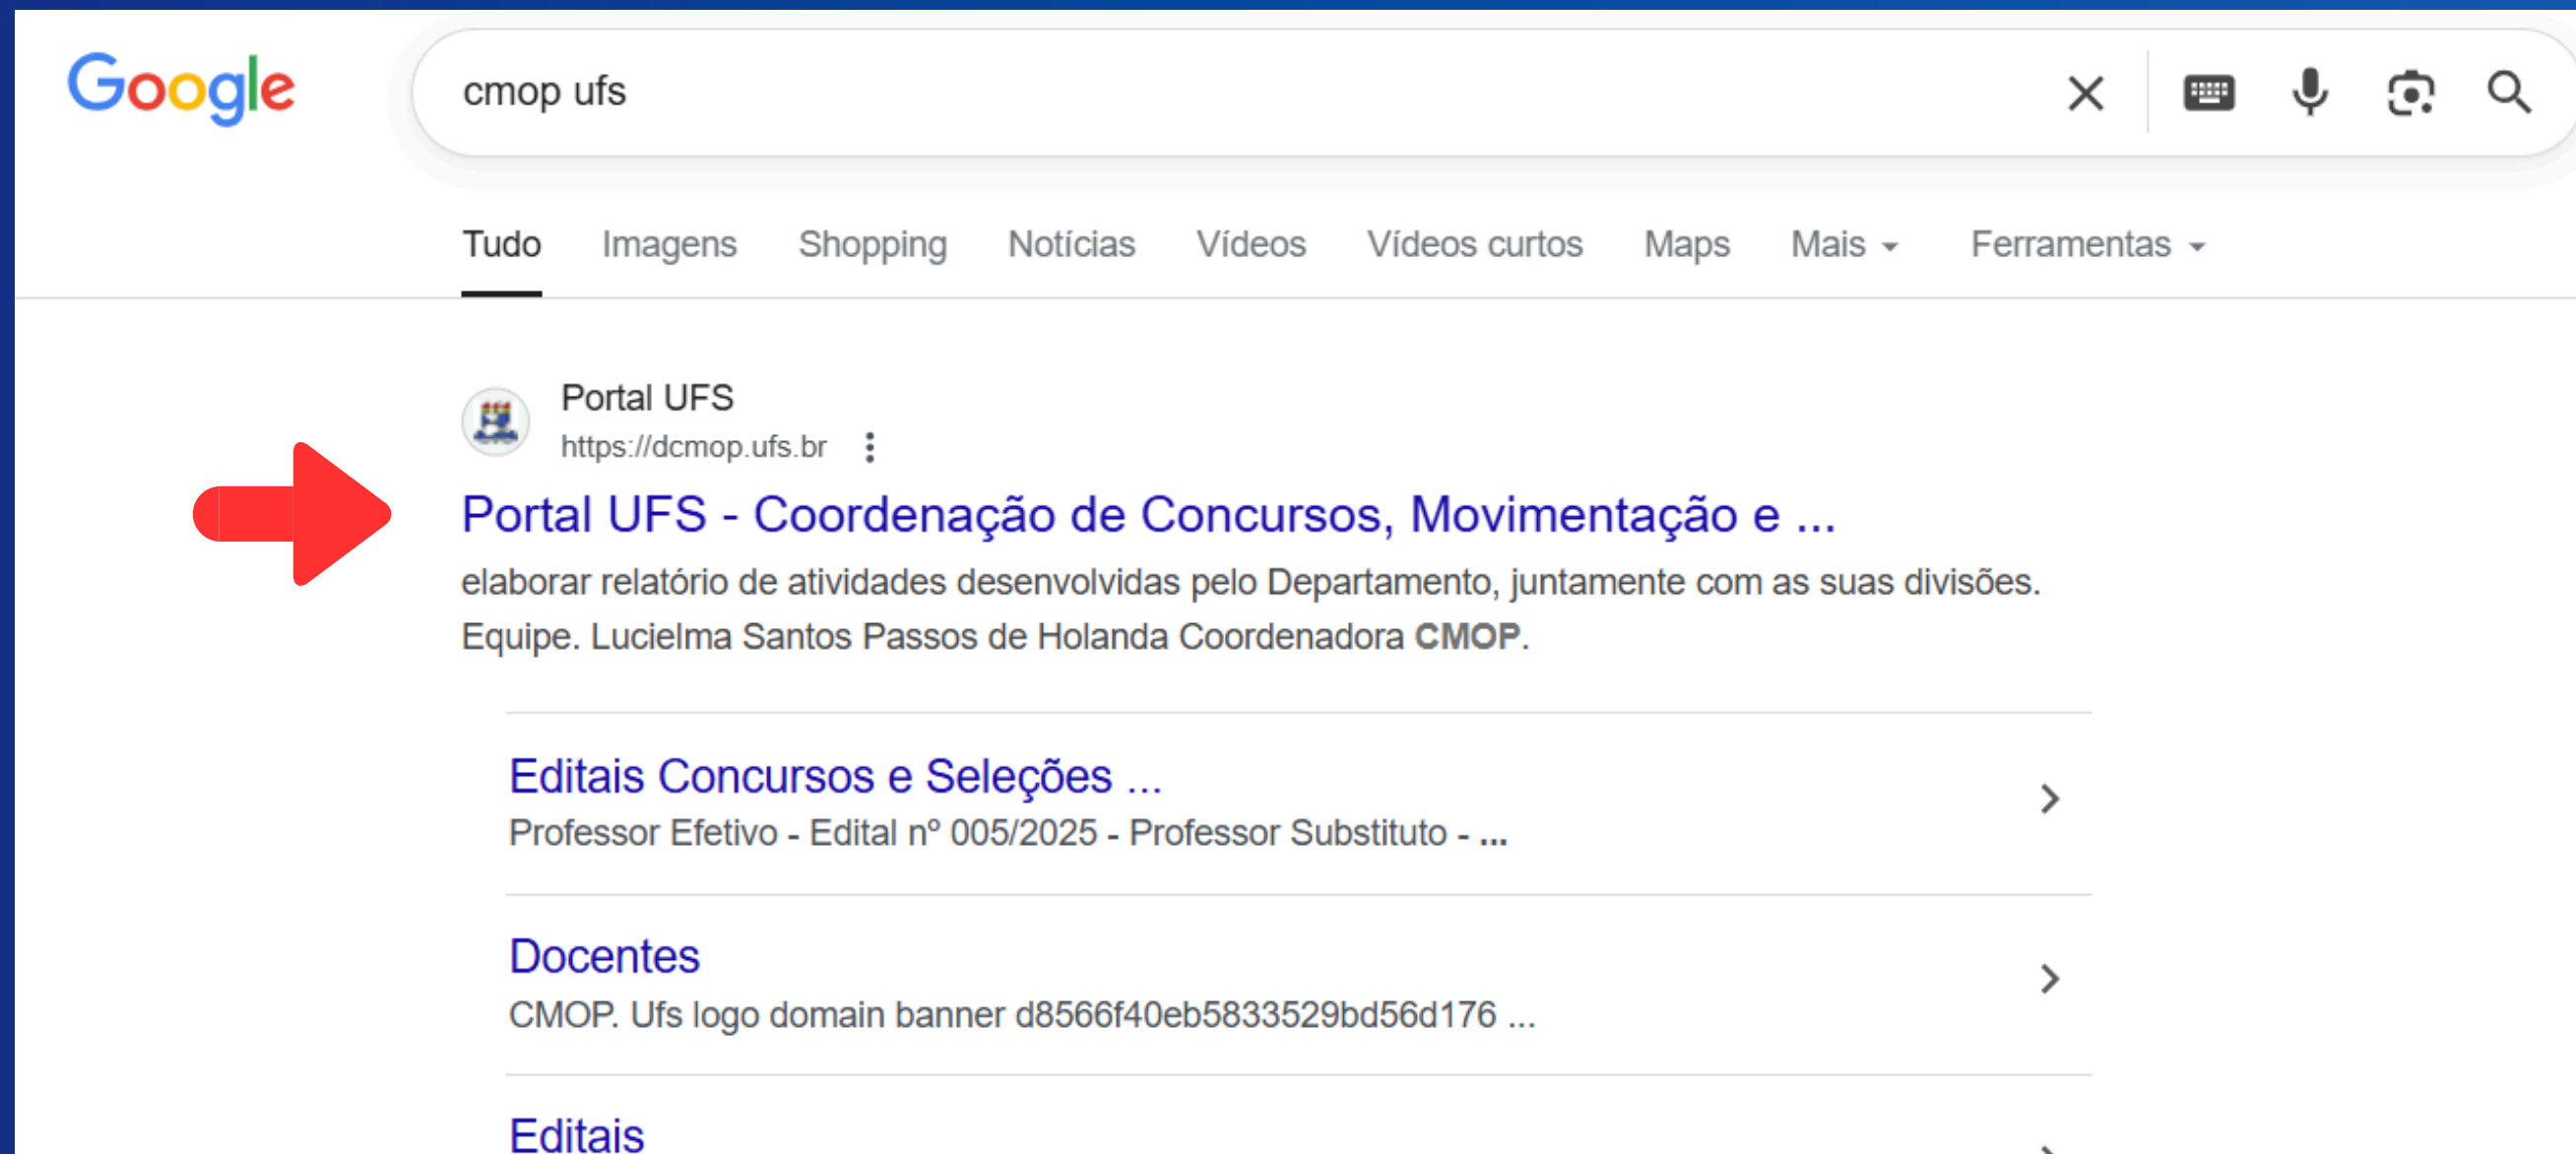 Google
cmop ufs
Tudo Imagens Shopping Notícias Vídeos Vídeos curtos Maps Mais Ferramentas
Portal UFS
https://dcmop.ufs.br
Portal UFS - Coordenação de Concursos, Movimentação e ...
elaborar relatório de atividades desenvolvidas pelo Departamento, juntamente com as suas divisões.
Equipe. Lucielma Santos Passos de Holanda Coordenadora CMOP.
Editais Concursos e Seleções ...
Professor Efetivo - Edital nº 005/2025 - Professor Substituto - ...
Docentes
CMOP. Ufs logo domain banner d8566f40eb5833529bd56d176 ...
Editais